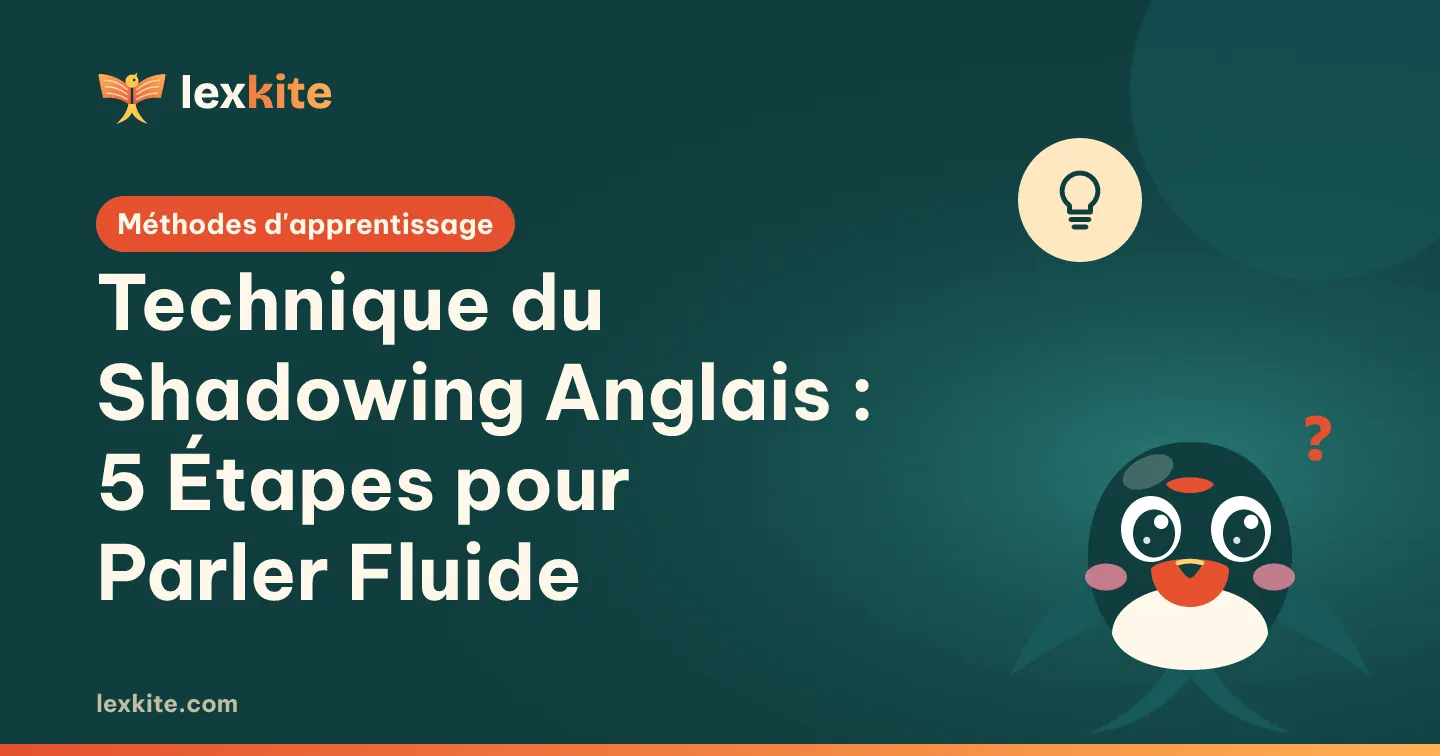 lexkite
Méthodes d'apprentissage
Technique du
Shadowing Anglais :
5 Étapes pour
Parler Fluide
?
lexkite.com